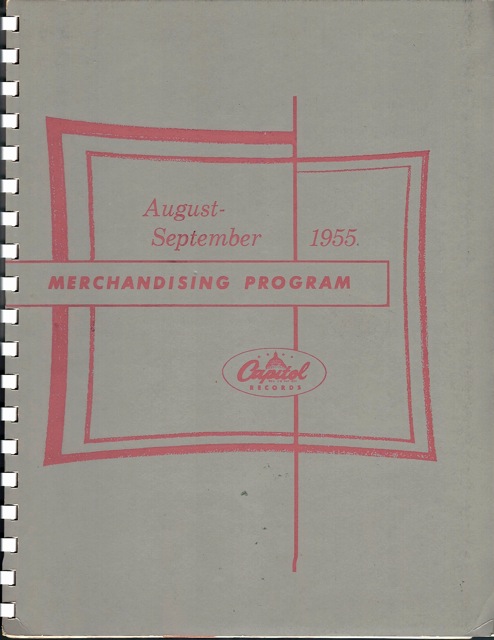 August-
September 1955.
MERCHANDISING PROGRAM
Capitol
RECORDS